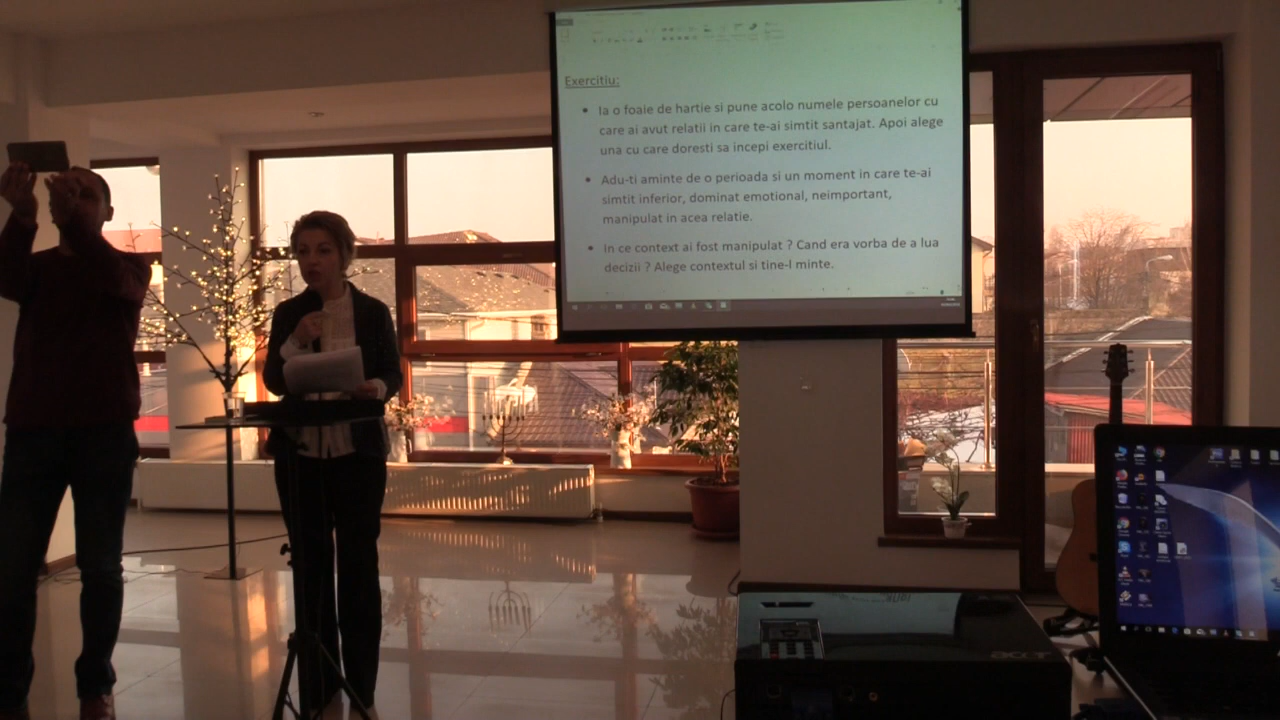 Exercitiu:
Ia o foaie de hartie si pune acolo numele persoanelor cu
care ai avut relatii in care te-ai simtit santajat. Apoi alege
una cu care doresti sa incepi exercitiul.
Adu-ti aminte de o perioada si un moment in care te-ai
simtit inferior, dominat emotional, neimportant,
manipulat in acea relatie.
In ce context ai fost manipulat ? Cand era vorba de a lua
decizii ? Alege contextul si tine-l minte.
acer